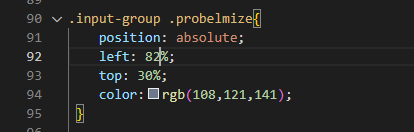 90 .input-group .probelmize{
91 position: absolute;
92 left: 82%;
93 top: 30%;
94 color: rgb(108,121,141);
95 }